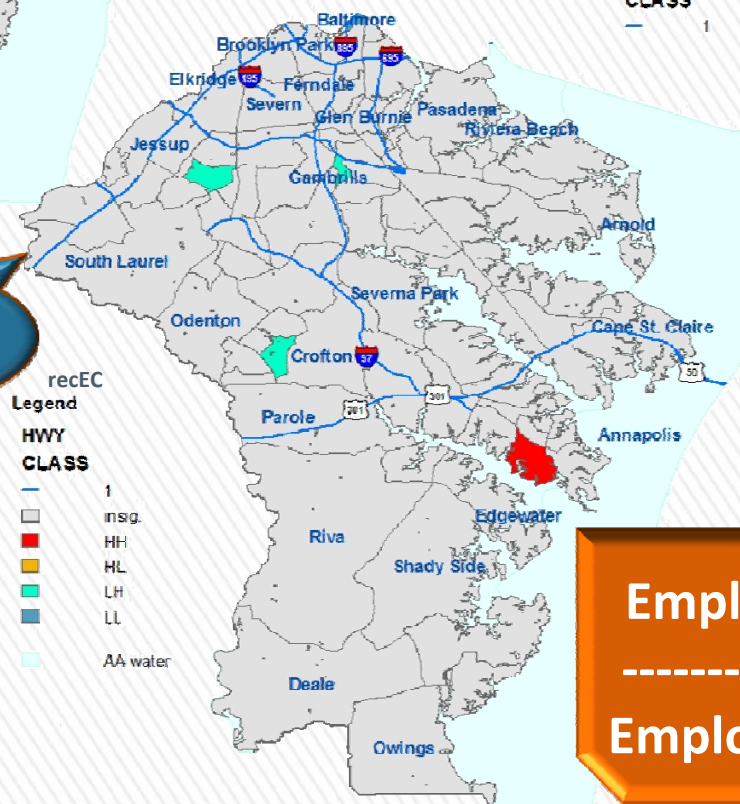 CLASS
1
Baltimore
Brooklyn Park
895
695
Elkridge
Ferndale
Severn
Glen Burnie
Pasadena
Riviera Beach
Jessup
Gambrills
Arnold
South Laurel
Severna Park
Odenton
Cape St. Claire
Crofton
97
50
recEC
Legend
301
301
Parole
HWY
CLASS
Annapolis
1
insig.
HH
HL
LH
LL
AA water
Edgewater
Riva
Shady Side
Empl
-------
Emplo
Deale
Owings